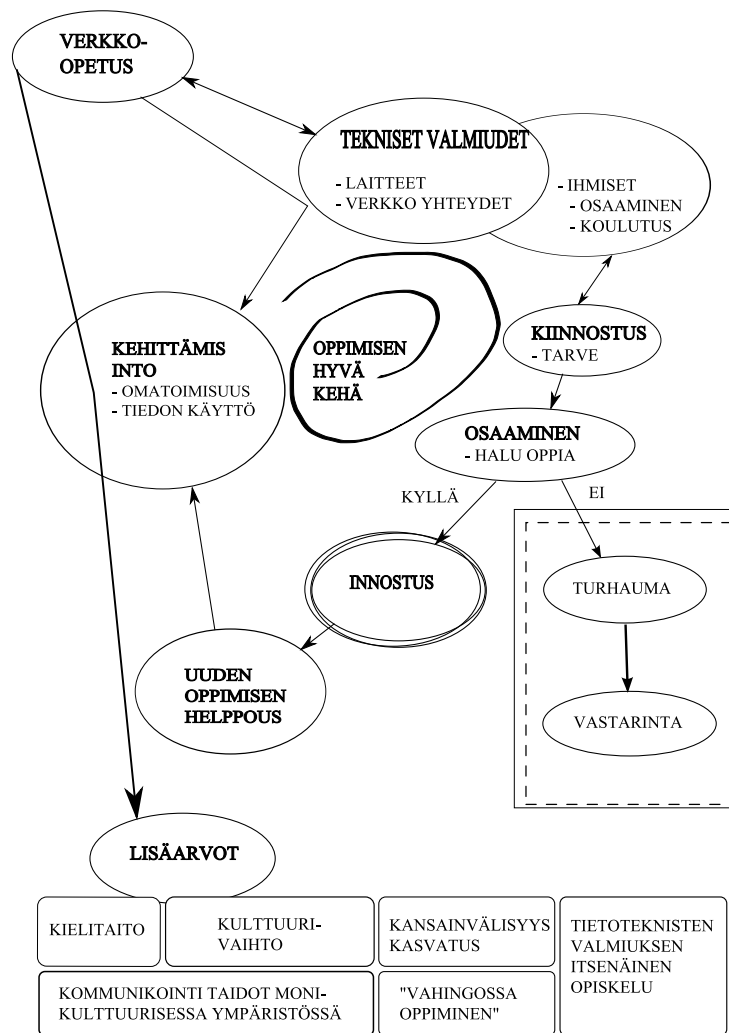 VERKKO-
OPETUS
TEKNISET VALMIUDET
- LAITTEET
- VERKKO YHTEYDET
- IHMISET
- OSAAMINEN
- KOULUTUS
KEHITTÄMIS
INTO
- OMATOIMISUUS
- TIEDON KÄYTTÖ
OPPIMISEN
HYVÄ
KEHÄ
KIINNOSTUS
- TARVE
OSAAMINEN
- HALU OPPIA
KYLLÄ
EI
INNOSTUS
TURHAUMA
UUDEN
OPPIMISEN
HELPPOUS
VASTARINTA
LISÄARVOT
KIELITAITO
KULTTUURI-
VAIHTO
KANSAINVÄLISYYS
KASVATUS
TIETOTEKNISTEN
VALMIUKSEN
ITSENÄINEN
OPISKELU
KOMMUNIKOINTI TAIDOT MONI-
KULTTUURISESSA YMPÄRISTÖSSÄ
"VAHINGOSSA
OPPIMINEN"